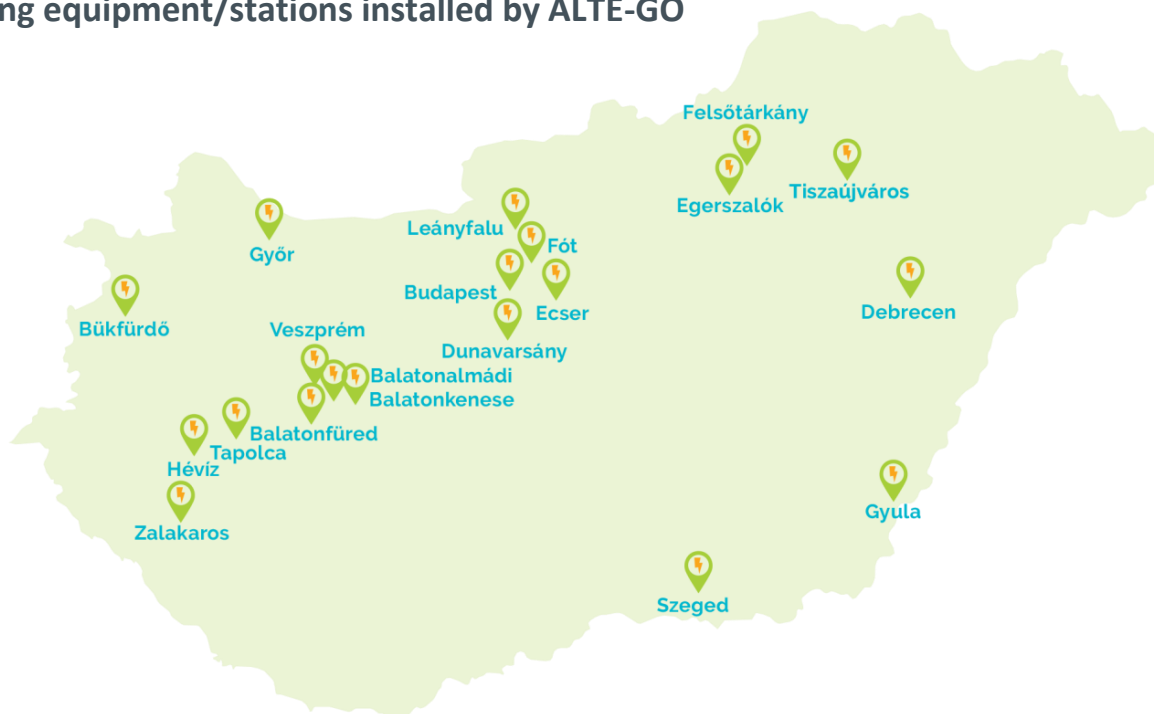 ng equipment/stations installed by ALTE-GO
Felsőtárkány
Tiszaújváros
Egerszalók
Leányfalu
Fót
Győr
Budapest
Ecser
Debrecen
Bükfürdő
Veszprém
Dunavarsány
Balatonalmádi
Balatonkenese
Balatonfüred
Tapolca
Hévíz
Gyula
Zalakaros
Szeged